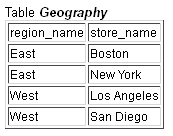 Table Geography
region_name store_name
East Boston
East New York
West Los Angeles
West San Diego